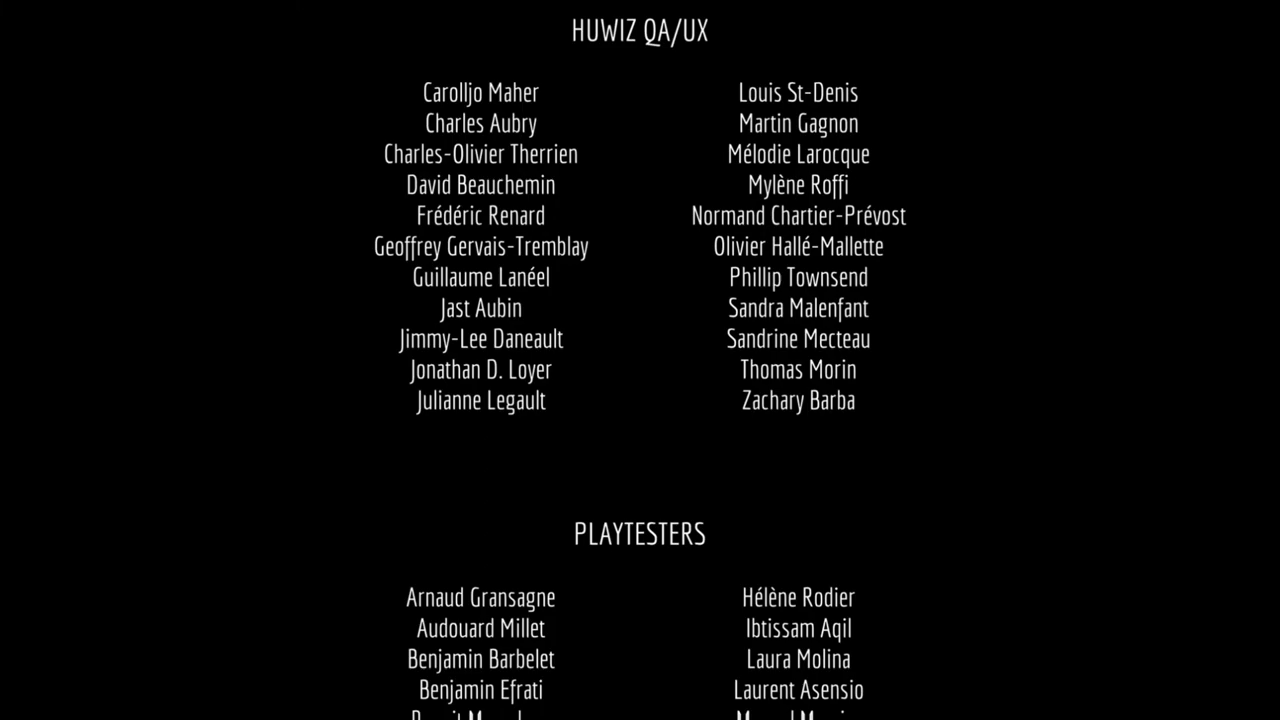 HUWIZ QA/UX
Carolljo Maher
Charles Aubry
Charles-Olivier Therrien
David Beauchemin
Frédéric Renard
Geoffrey Gervais-Tremblay
Guillaume Lanéel
Jast Aubin
Jimmy-Lee Daneault
Jonathan D. Loyer
Julianne Legault
Louis St-Denis
Martin Gagnon
Mélodie Larocque
Mylène Roffi
Normand Chartier-Prévost
Olivier Hallé-Mallette
Phillip Townsend
Sandra Malenfant
Sandrine Mecteau
Thomas Morin
Zachary Barba
PLAYTESTERS
Arnaud Gransagne
Audouard Millet
Benjamin Barbelet
Benjamin Efrati
Hélène Rodier
Ibtissam Aqil
Laura Molina
Laurent Asensio